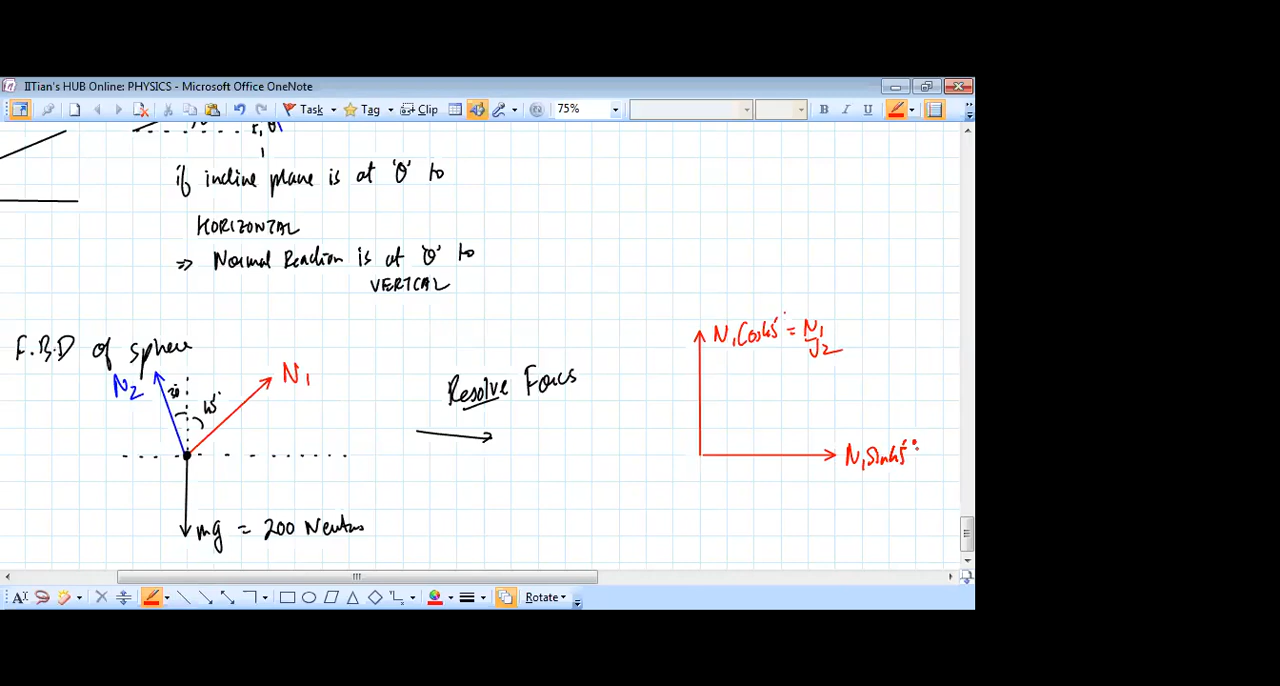 IITian's HUB Online: PHYSICS - Microsoft Office OneNote
Task Tag Clip 75% B I U
if incline plane is at 'θ' to
HORIZONTAL
⇒ Normal Reaction is at 'θ' to
VERTICAL
F.B.D of sphere
N2 30° 45° N1
Resolve Forces
mg = 200 Newtons
N1 Cos45° = N1/√2
N1 Sin45°
Rotate